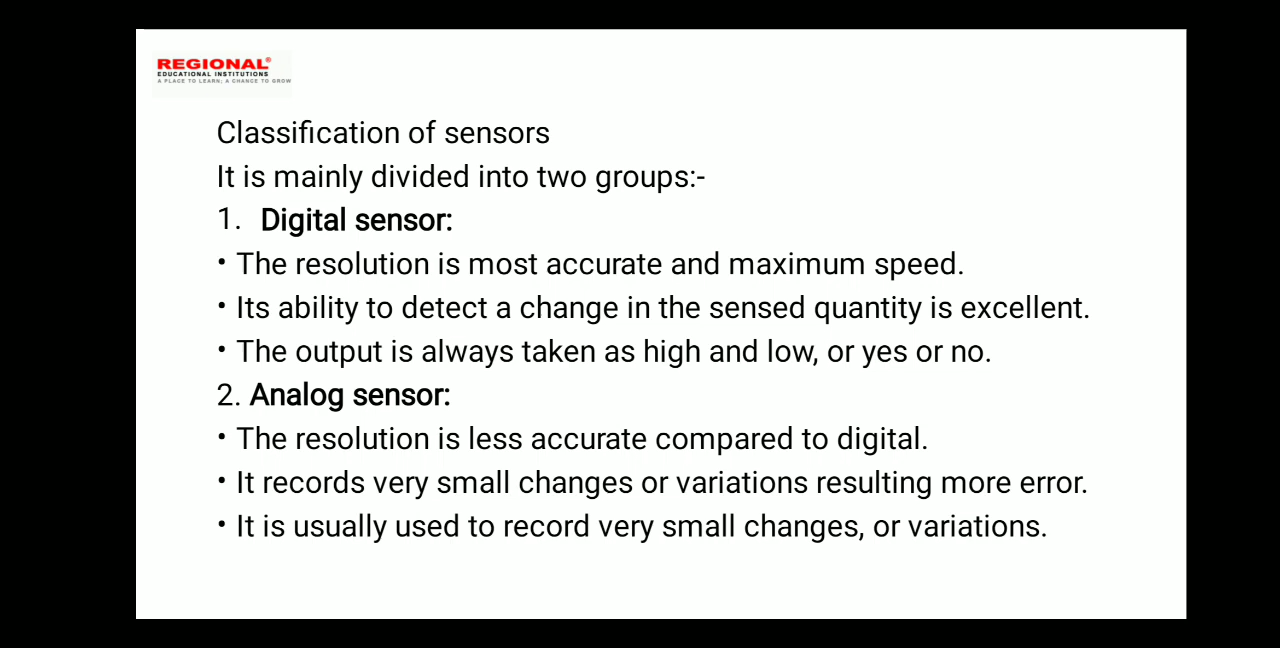 REGIONAL®
EDUCATIONAL INSTITUTIONS
A PLACE TO LEARN; A CHANCE TO GROW
Classification of sensors
It is mainly divided into two groups:-
1. Digital sensor:
• The resolution is most accurate and maximum speed.
• Its ability to detect a change in the sensed quantity is excellent.
• The output is always taken as high and low, or yes or no.
2. Analog sensor:
• The resolution is less accurate compared to digital.
• It records very small changes or variations resulting more error.
• It is usually used to record very small changes, or variations.